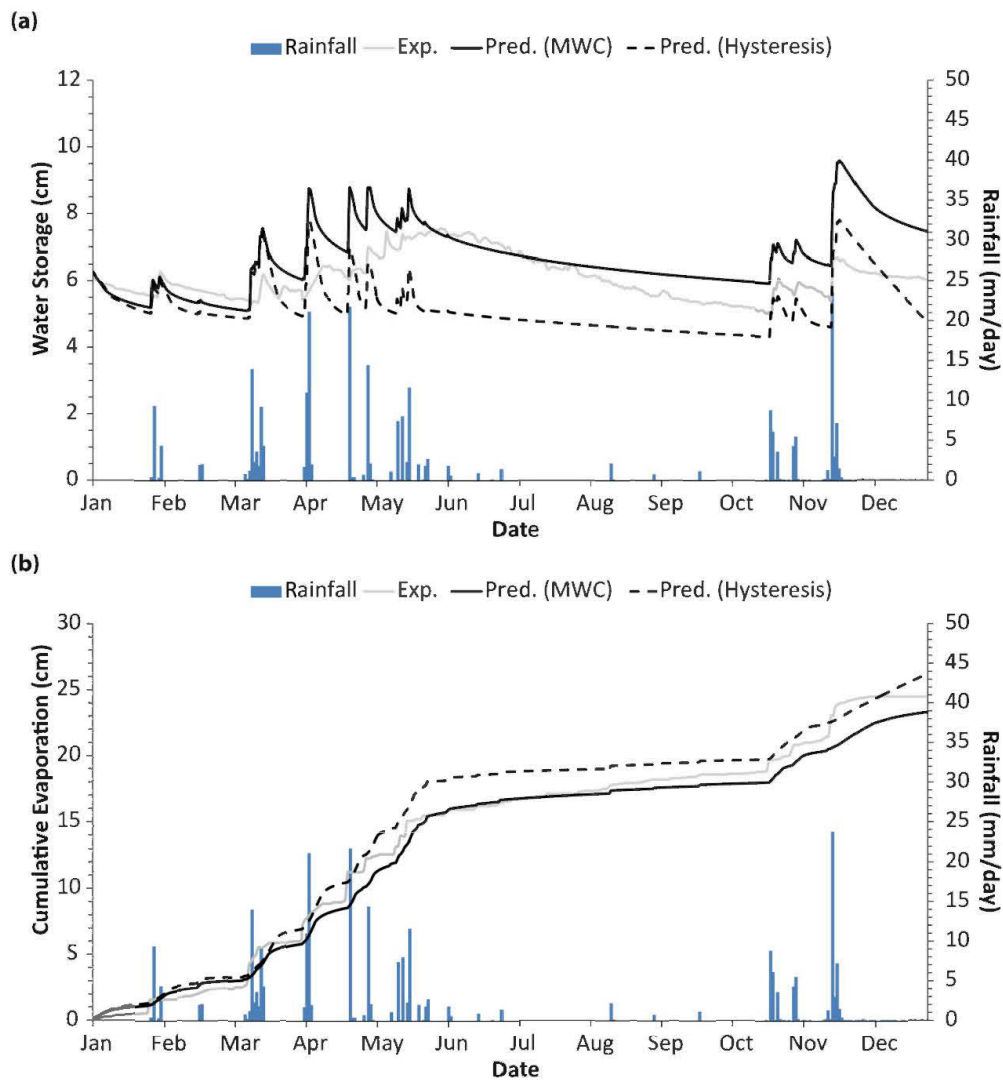 (a)
Rainfall Exp. Pred. (MWC) Pred. (Hysteresis)
12 50
45
10 40
35
8 30
6 25
20
4 15
2 10
5
0 0
Water Storage (cm)
Rainfall (mm/day)
Jan Feb Mar Apr May Jun Jul Aug Sep Oct Nov Dec
Date
(b)
Rainfall Exp. Pred. (MWC) Pred. (Hysteresis)
30 50
45
25 40
35
20 30
15 25
20
10 15
5 10
5
0 0
Cumulative Evaporation (cm)
Rainfall (mm/day)
Jan Feb Mar Apr May Jun Jul Aug Sep Oct Nov Dec
Date